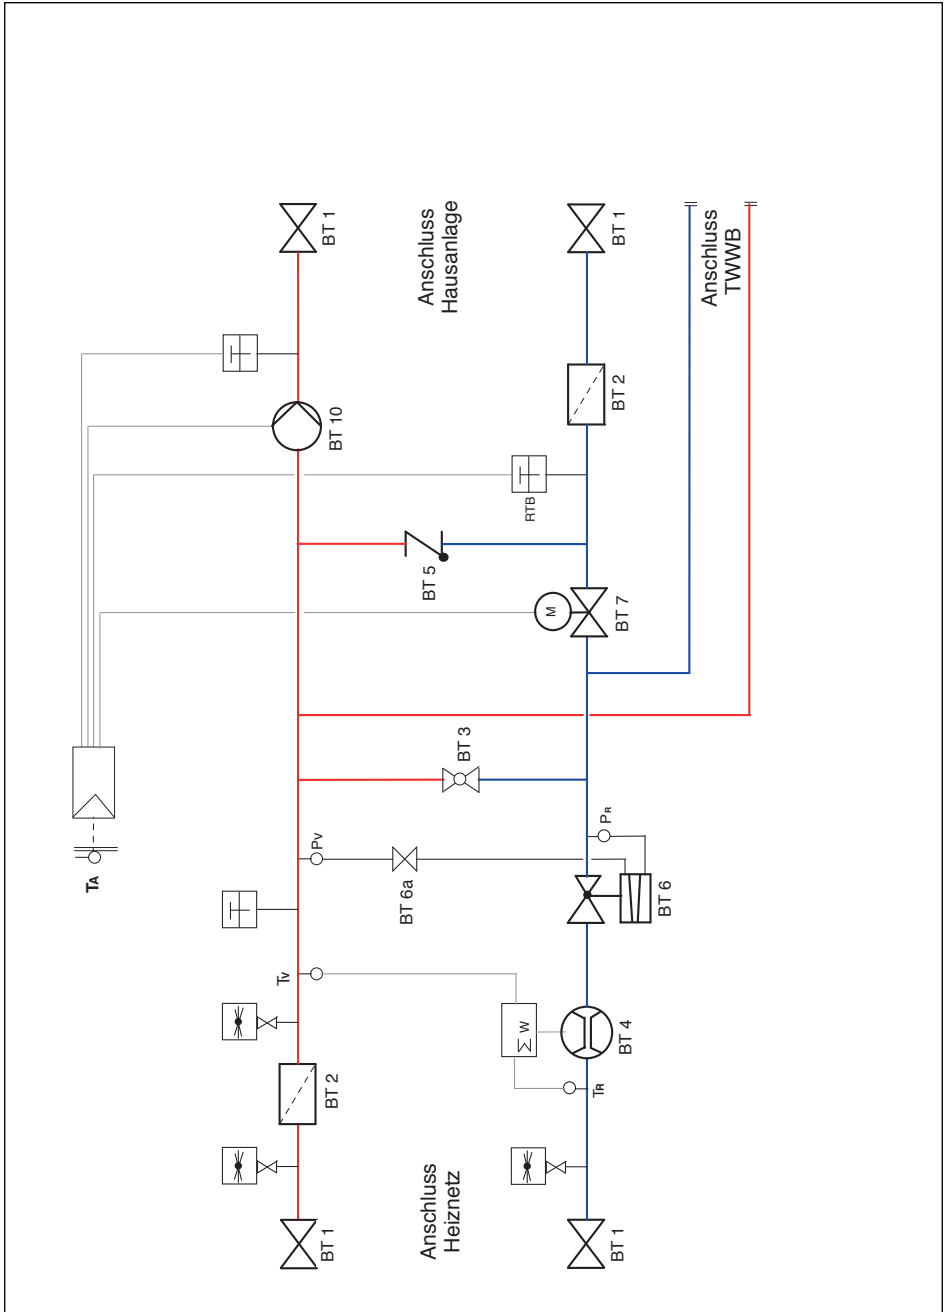 TA
TV
PV
BT 1
BT 2
BT 10
BT 1
Anschluss
Heiznetz
BT 6a
BT 3
BT 5
Anschluss
Hausanlage
Σ W
RTB
M
TR
PR
BT 1
BT 4
BT 6
BT 7
BT 2
BT 1
Anschluss
TWWB